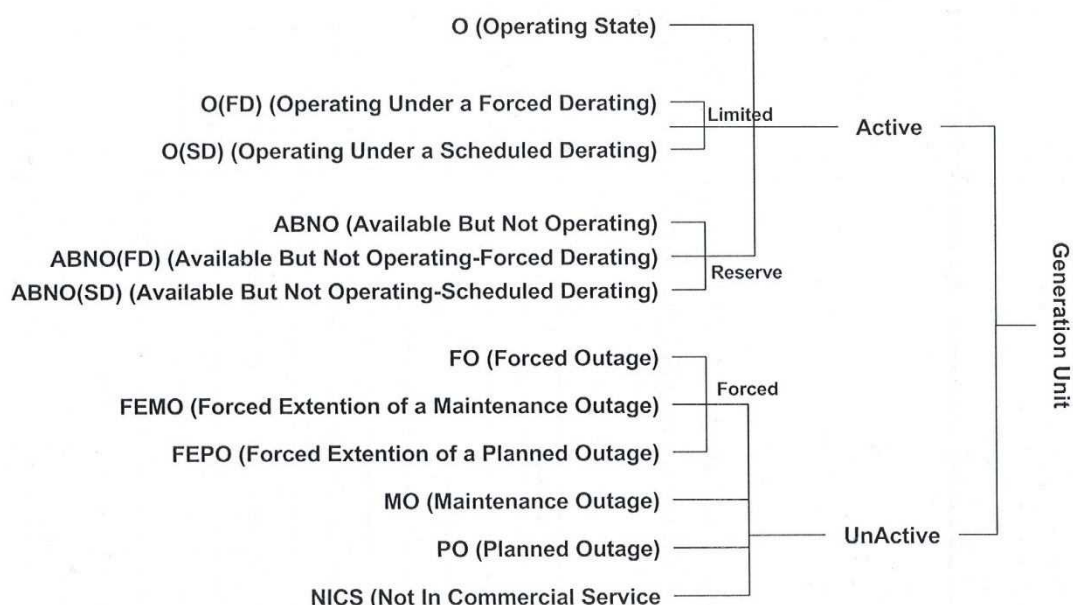 O (Operating State)
O(FD) (Operating Under a Forced Derating)
Limited
Active
O(SD) (Operating Under a Scheduled Derating)
ABNO (Available But Not Operating)
ABNO(FD) (Available But Not Operating-Forced Derating)
Reserve
ABNO(SD) (Available But Not Operating-Scheduled Derating)
Generation Unit
FO (Forced Outage)
Forced
FEMO (Forced Extention of a Maintenance Outage)
FEPO (Forced Extention of a Planned Outage)
MO (Maintenance Outage)
UnActive
PO (Planned Outage)
NICS (Not In Commercial Service